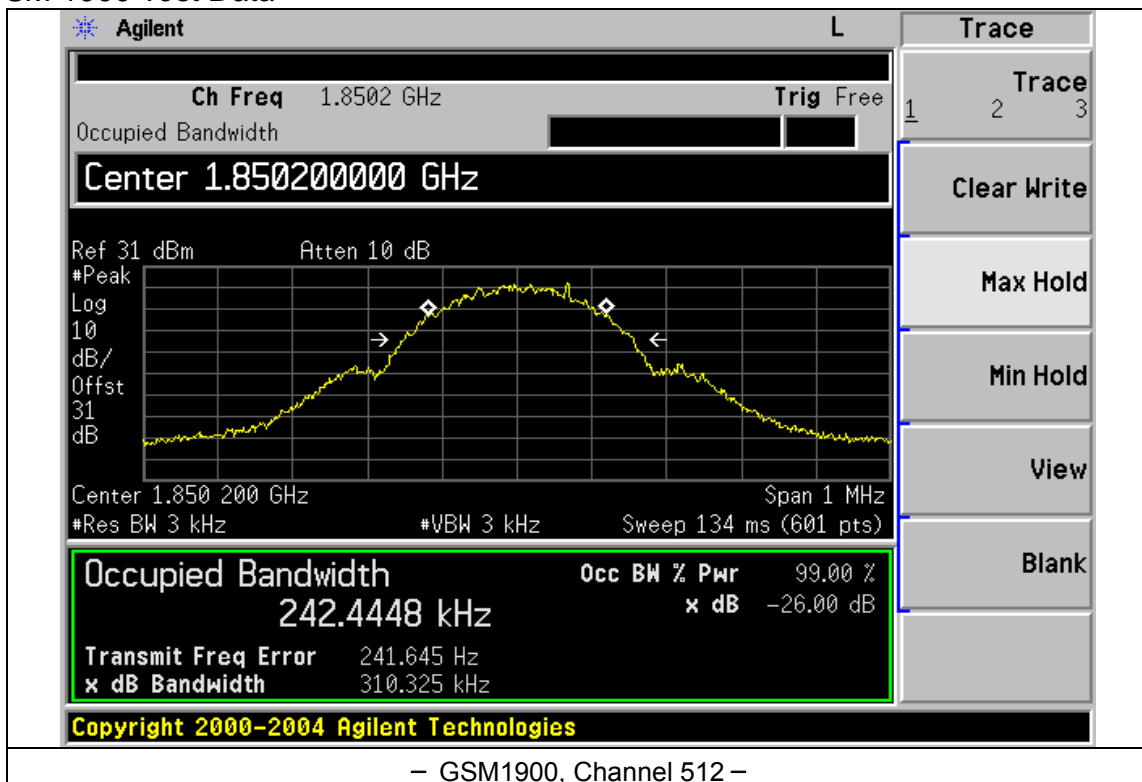 Agilent L Trace
Ch Freq 1.8502 GHz Trig Free
Occupied Bandwidth
Center 1.850200000 GHz
Ref 31 dBm Atten 10 dB
#Peak
Log
10
dB/
Offst
31
dB
Center 1.850 200 GHz Span 1 MHz
#Res BW 3 kHz #VBW 3 kHz Sweep 134 ms (601 pts)
Occupied Bandwidth Occ BW % Pwr 99.00 %
242.4448 kHz x dB -26.00 dB
Transmit Freq Error 241.645 Hz
x dB Bandwidth 310.325 kHz
Copyright 2000-2004 Agilent Technologies
Trace
1 2 3
Clear Write
Max Hold
Min Hold
View
Blank
– GSM1900, Channel 512 –